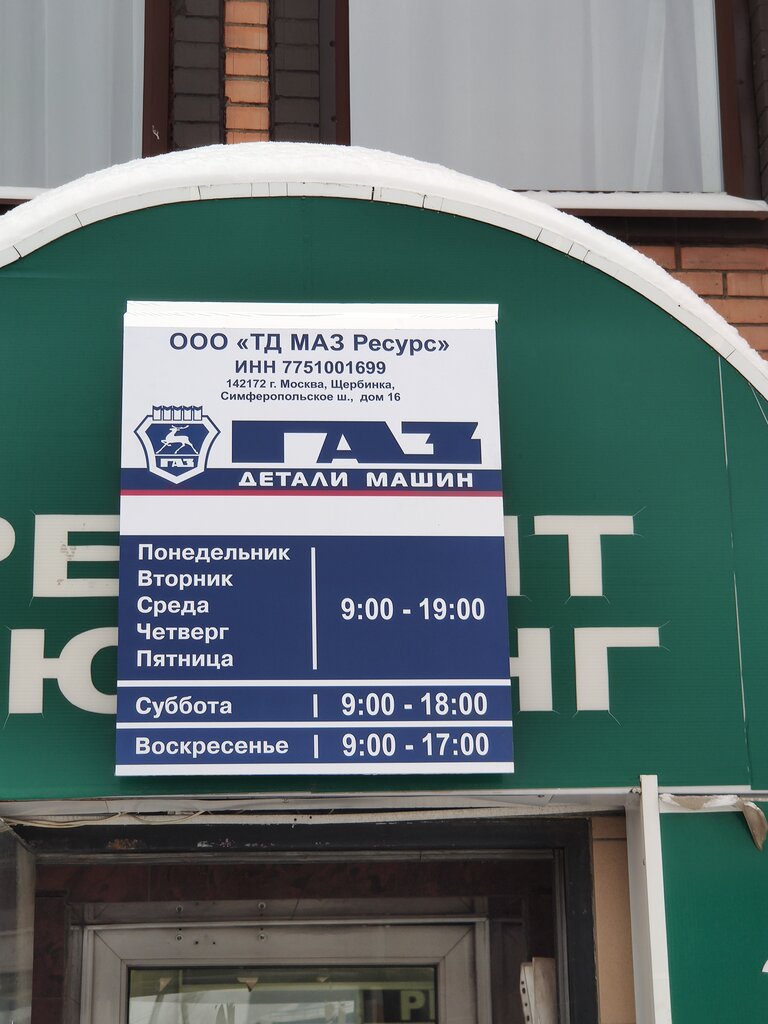 ООО «ТД МАЗ Ресурс»
ИНН 7751001699
142172 г. Москва, Щербинка,
Симферопольское ш., дом 16
ГАЗ
ГАЗ
ДЕТАЛИ МАШИН
Понедельник
Вторник
Среда
Четверг
Пятница
9:00 - 19:00
Суббота | 9:00 - 18:00
Воскресенье | 9:00 - 17:00